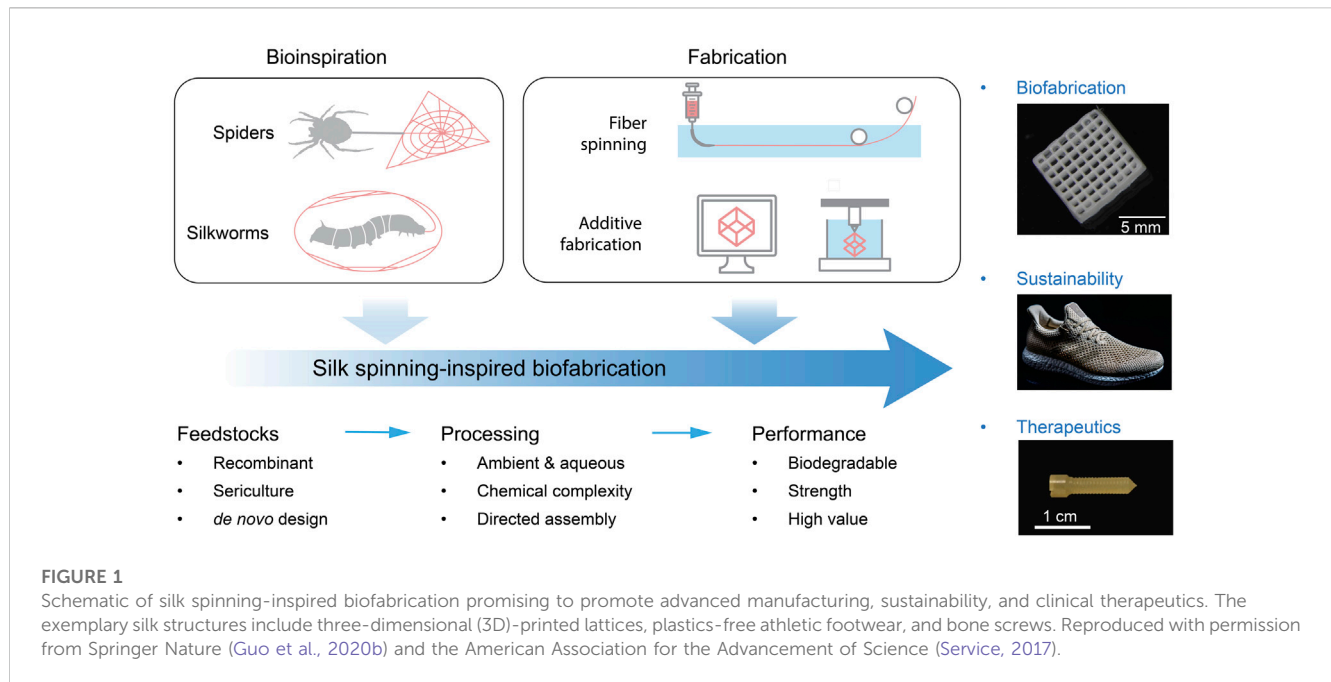 Bioinspiration
Spiders
Silkworms
Fabrication
Fiber
spinning
Additive
fabrication
• Biofabrication
5 mm
• Sustainability
• Therapeutics
1 cm
Silk spinning-inspired biofabrication
Feedstocks
• Recombinant
• Sericulture
• de novo design
Processing
• Ambient & aqueous
• Chemical complexity
• Directed assembly
Performance
• Biodegradable
• Strength
• High value
FIGURE 1
Schematic of silk spinning-inspired biofabrication promising to promote advanced manufacturing, sustainability, and clinical therapeutics. The
exemplary silk structures include three-dimensional (3D)-printed lattices, plastics-free athletic footwear, and bone screws. Reproduced with permission
from Springer Nature (Guo et al., 2020b) and the American Association for the Advancement of Science (Service, 2017).